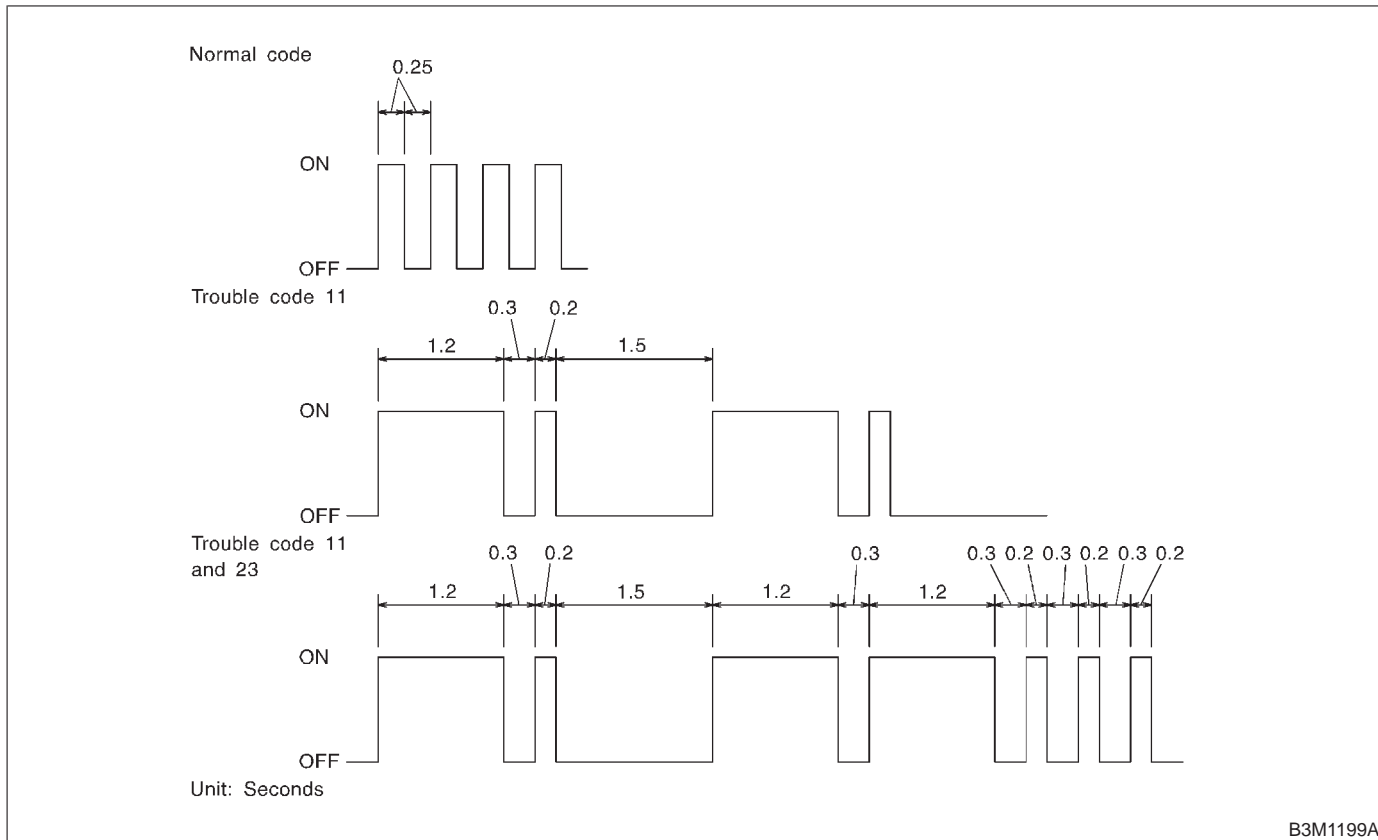 Normal code
0.25
ON
OFF
Trouble code 11
0.3 0.2
1.2 1.5
ON
OFF
Trouble code 11
and 23
0.3 0.2 0.3 0.3 0.2 0.3 0.2 0.3 0.2
1.2 1.5 1.2 1.2
ON
OFF
Unit: Seconds
B3M1199A